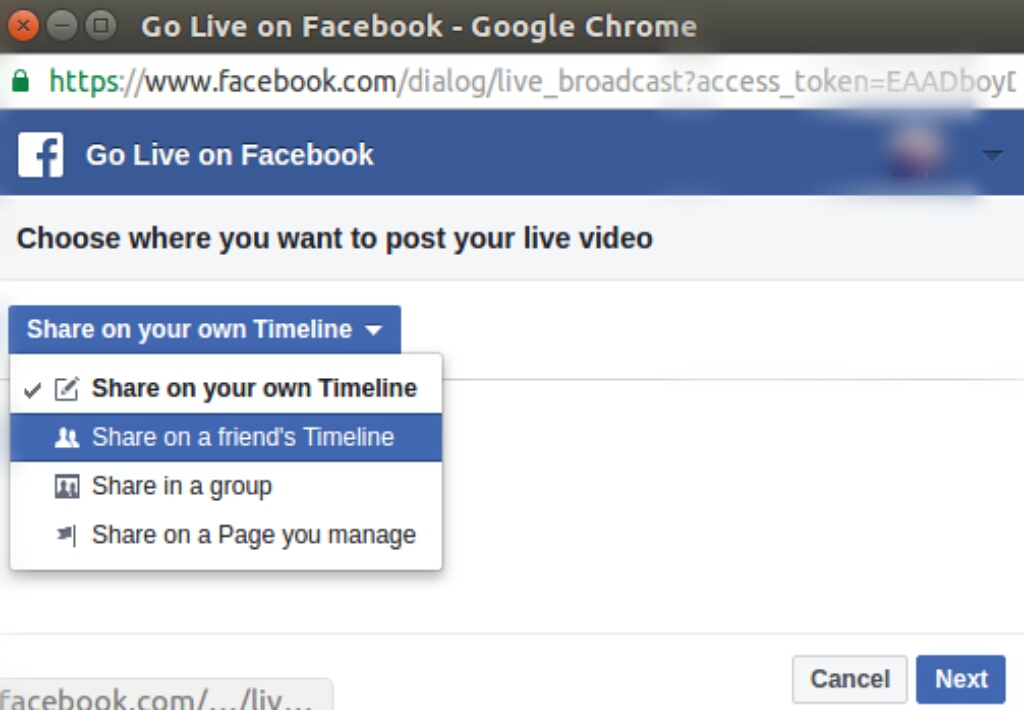 Go Live on Facebook - Google Chrome
https://www.facebook.com/dialog/live_broadcast?access_token=EAADboyD
Go Live on Facebook
Choose where you want to post your live video
Share on your own Timeline
Share on your own Timeline
Share on a friend's Timeline
Share in a group
Share on a Page you manage
Cancel
Next
facebook.com/.../liv...